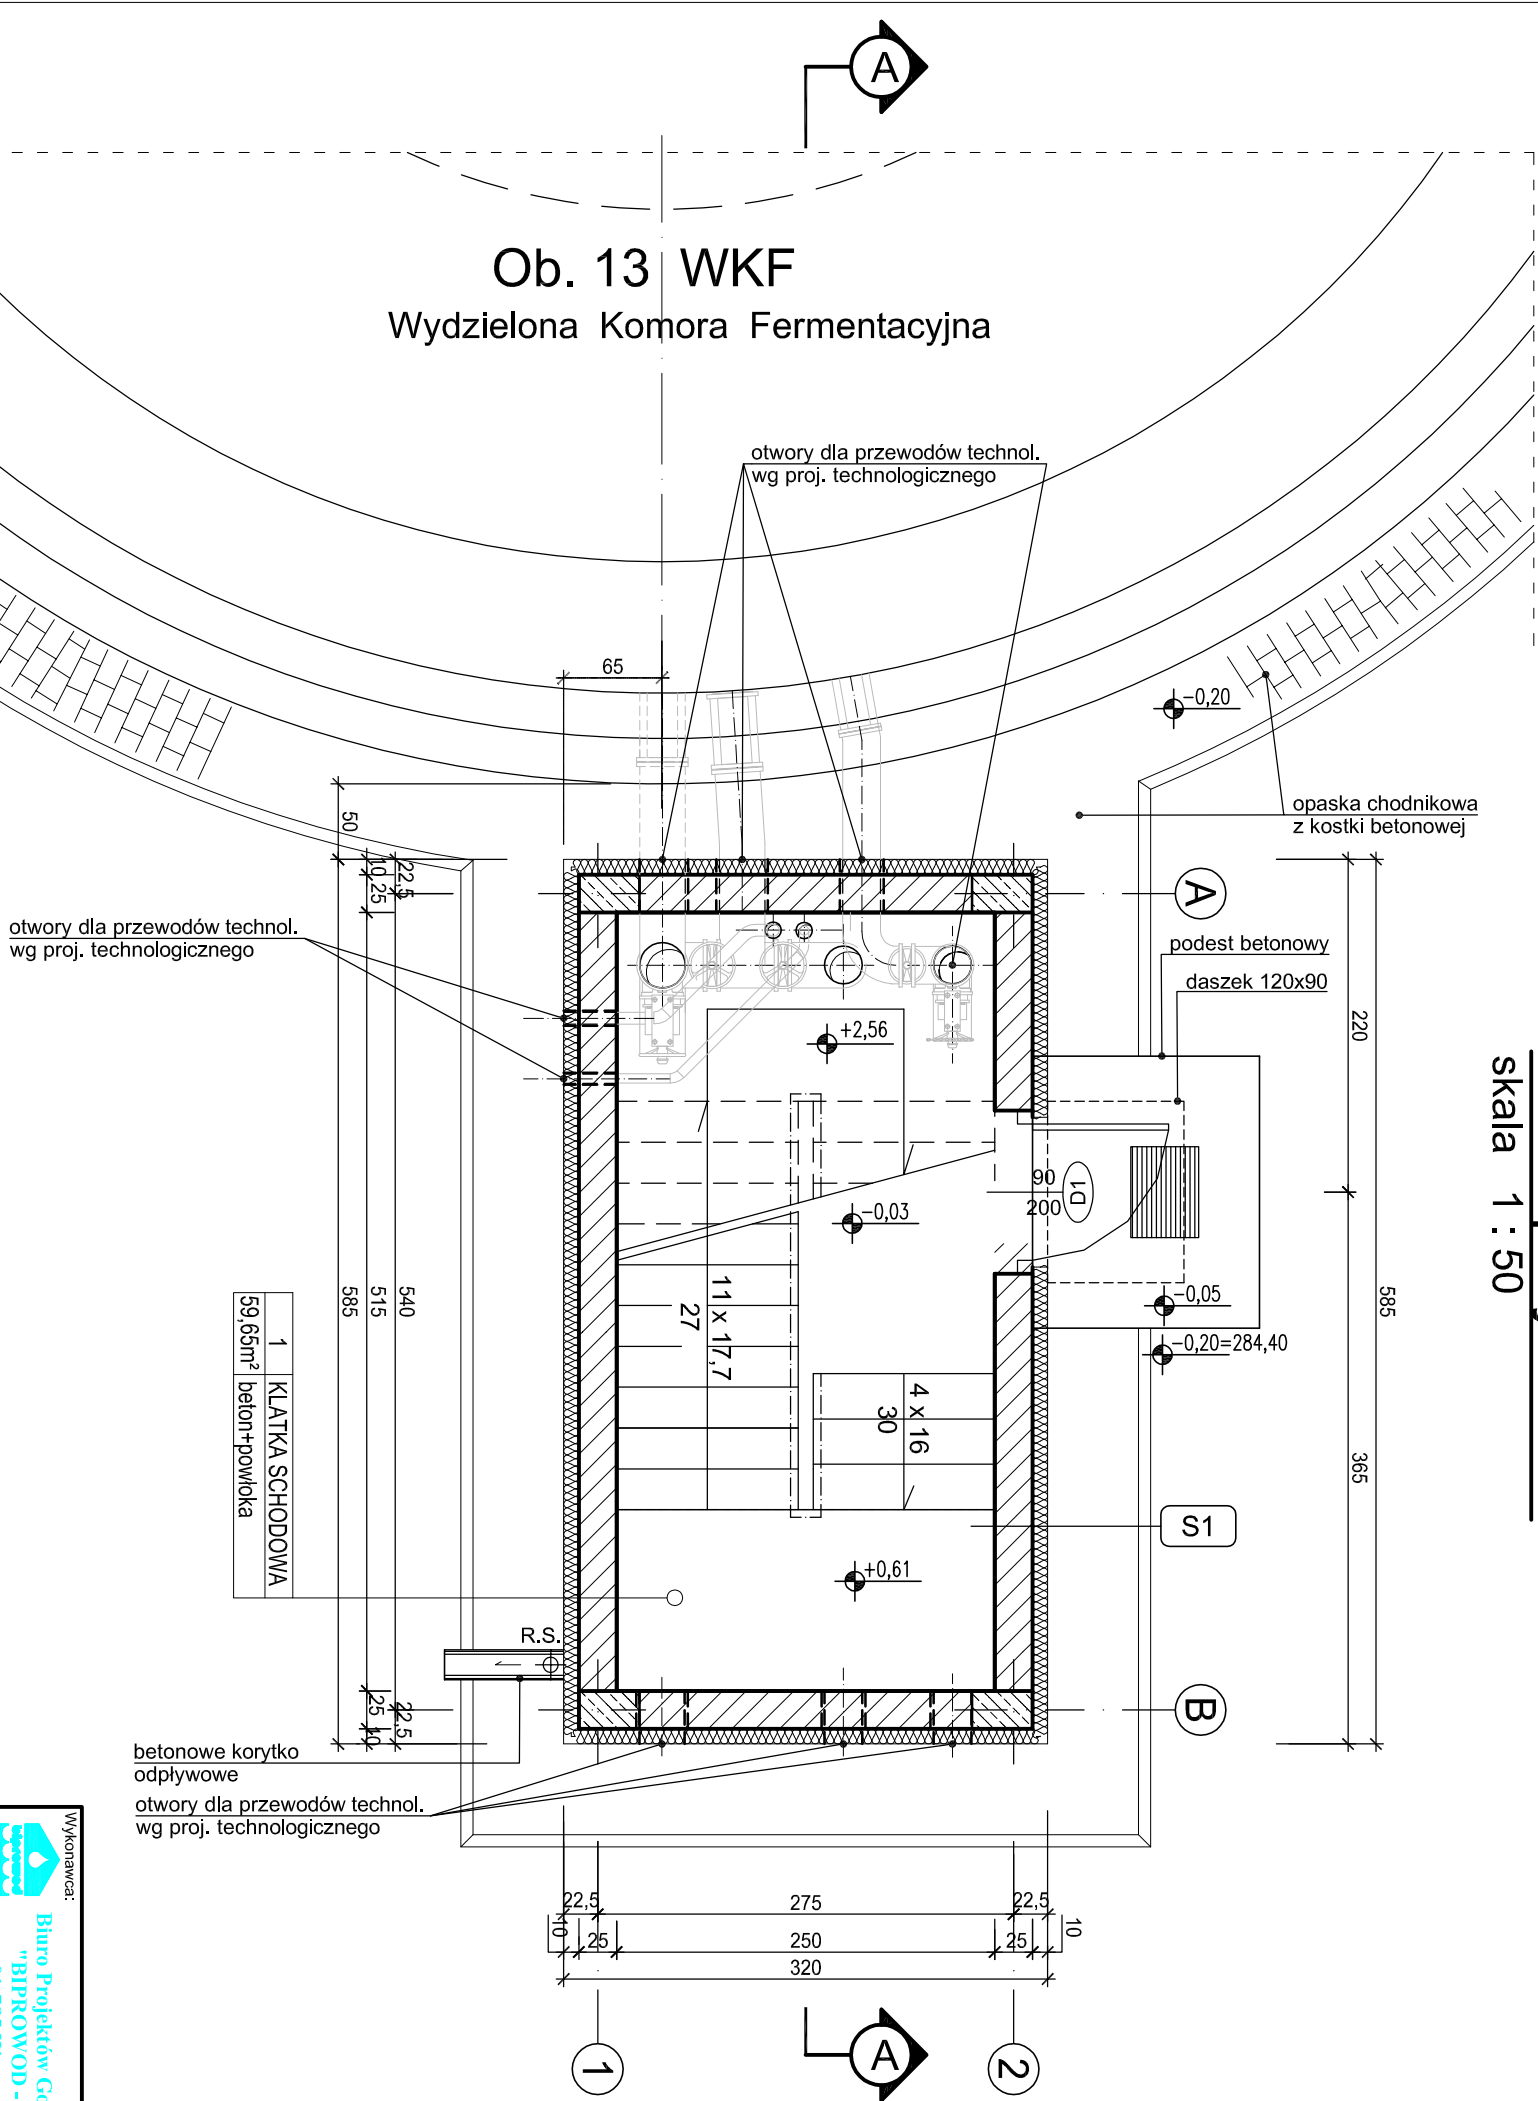 A
Ob. 13 WKF
Wydzielona Komora Fermentacyjna
otwory dla przewodów technol.
wg proj. technologicznego
65
-0,20
opaska chodnikowa
z kostki betonowej
50
10
25
22,5
A
otwory dla przewodów technol.
wg proj. technologicznego
podest betonowy
daszek 120x90
+2,56
220
skala 1 : 50
90
200
D1
-0,03
-0,05
-0,20=284,40
585
540
515
585
11 x 17,7
27
4 x 16
30
365
1 KLATKA SCHODOWA
59,65m² beton+powłoka
S1
+0,61
R.S.
25
10
22,5
B
betonowe korytko
odpływowe
otwory dla przewodów technol.
wg proj. technologicznego
Wykonawca:
Biuro Projektów
"BIPROWOD -
22,5
275
22,5
10
25
250
25
10
320
A
1
2